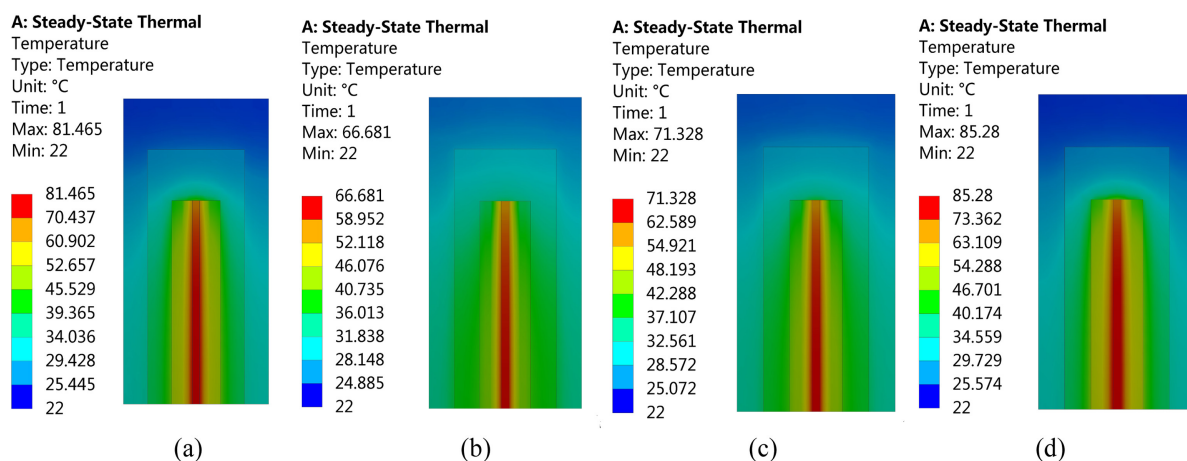 A: Steady-State Thermal
Temperature
Type: Temperature
Unit: °C
Time: 1
Max: 81.465
Min: 22
81.465
70.437
60.902
52.657
45.529
39.365
34.036
29.428
25.445
22
(a)
A: Steady-State Thermal
Temperature
Type: Temperature
Unit: °C
Time: 1
Max: 66.681
Min: 22
66.681
58.952
52.118
46.076
40.735
36.013
31.838
28.148
24.885
22
(b)
A: Steady-State Thermal
Temperature
Type: Temperature
Unit: °C
Time: 1
Max: 71.328
Min: 22
71.328
62.589
54.921
48.193
42.288
37.107
32.561
28.572
25.072
22
(c)
A: Steady-State Thermal
Temperature
Type: Temperature
Unit: °C
Time: 1
Max: 85.28
Min: 22
85.28
73.362
63.109
54.288
46.701
40.174
34.559
29.729
25.574
22
(d)